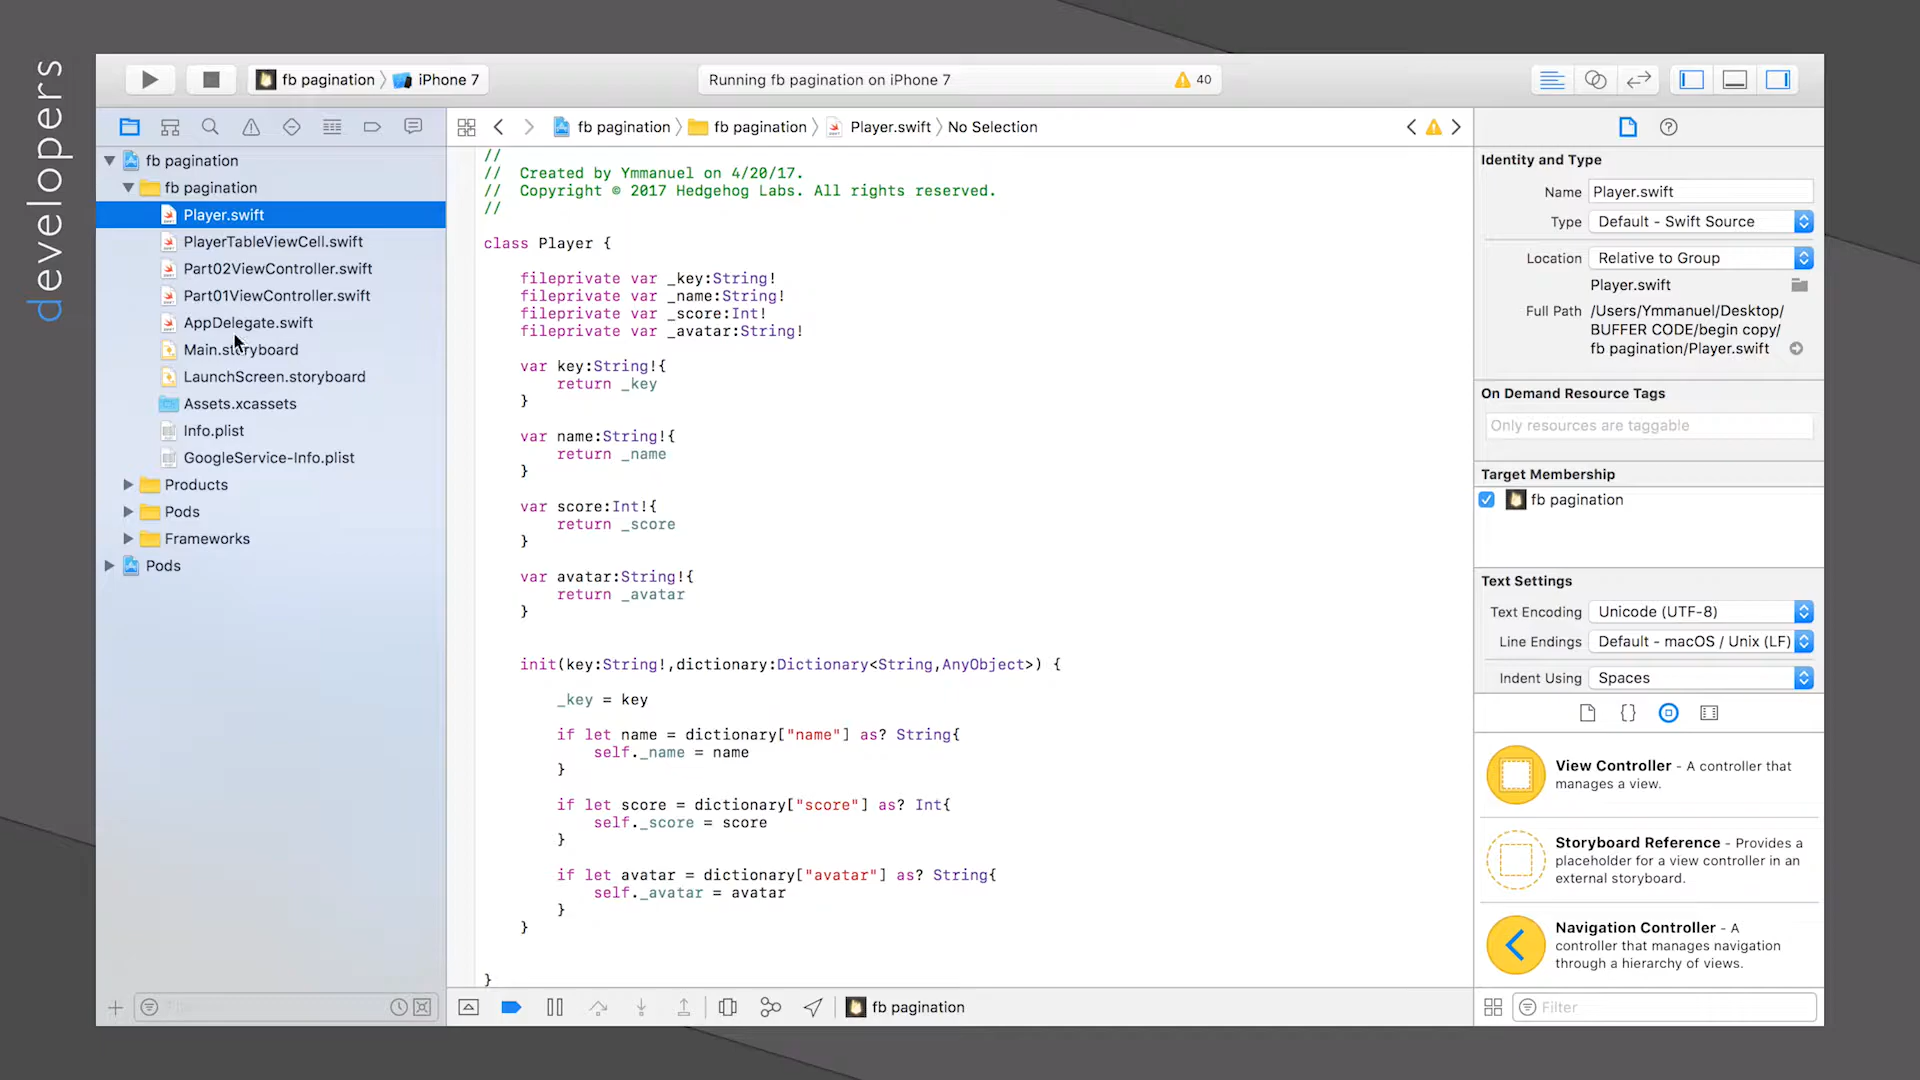 developers
fb pagination
iPhone 7
Running fb pagination on iPhone 7
40
fb pagination
fb pagination
Player.swift
No Selection
fb pagination
fb pagination
Player.swift
PlayerTableViewCell.swift
Part02ViewController.swift
Part01ViewController.swift
AppDelegate.swift
Main.storyboard
LaunchScreen.storyboard
Assets.xcassets
Info.plist
GoogleService-Info.plist
Products
Pods
Frameworks
Pods
//
//  Created by Ymmanuel on 4/20/17.
//  Copyright © 2017 Hedgehog Labs. All rights reserved.
//
class Player {
fileprivate var _key:String!
fileprivate var _name:String!
fileprivate var _score:Int!
fileprivate var _avatar:String!
var key:String!{
return _key
}
var name:String!{
return _name
}
var score:Int!{
return _score
}
var avatar:String!{
return _avatar
}
init(key:String!,dictionary:Dictionary<String,AnyObject>) {
_key = key
if let name = dictionary["name"] as? String{
self._name = name
}
if let score = dictionary["score"] as? Int{
self._score = score
}
if let avatar = dictionary["avatar"] as? String{
self._avatar = avatar
}
}
}
fb pagination
Identity and Type
Name Player.swift
Type Default - Swift Source
Location Relative to Group
Player.swift
Full Path /Users/Ymmanuel/Desktop/
BUFFER CODE/begin copy/
fb pagination/Player.swift
On Demand Resource Tags
Only resources are taggable
Target Membership
fb pagination
Text Settings
Text Encoding Unicode (UTF-8)
Line Endings Default - macOS / Unix (LF)
Indent Using Spaces
{}
View Controller - A controller that
manages a view.
Storyboard Reference - Provides a
placeholder for a view controller in an
external storyboard.
Navigation Controller - A
controller that manages navigation
through a hierarchy of views.
Filter